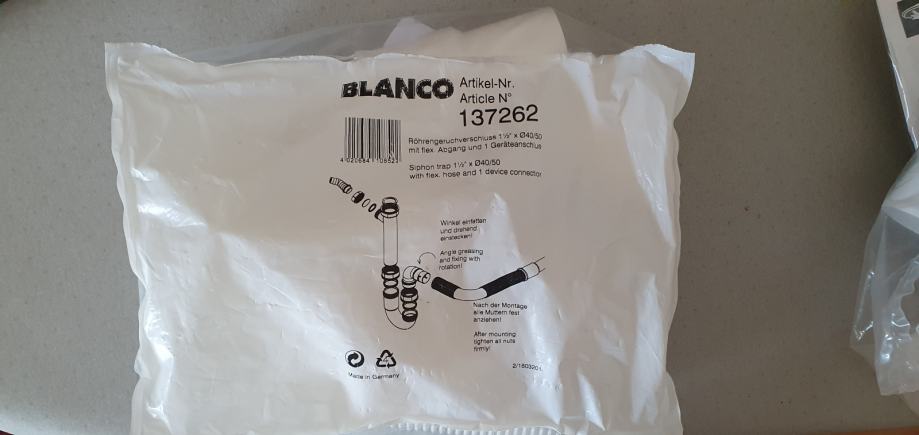 BLANCO
Artikel-Nr.
Article N°
137262
Röhrengeruchverschluss 1½" x Ø40/50
mit flex. Abgang und 1 Geräteanschluss
Siphon trap 1½" x Ø40/50
with flex. hose and 1 device connector
Winkel einfetten
und drehend
einstecken!
Angle greasing
and fixing with
rotation!
Nach der Montage
alle Muttern fest
anziehen!
After mounting
tighten all nuts
firmly!
Made in Germany